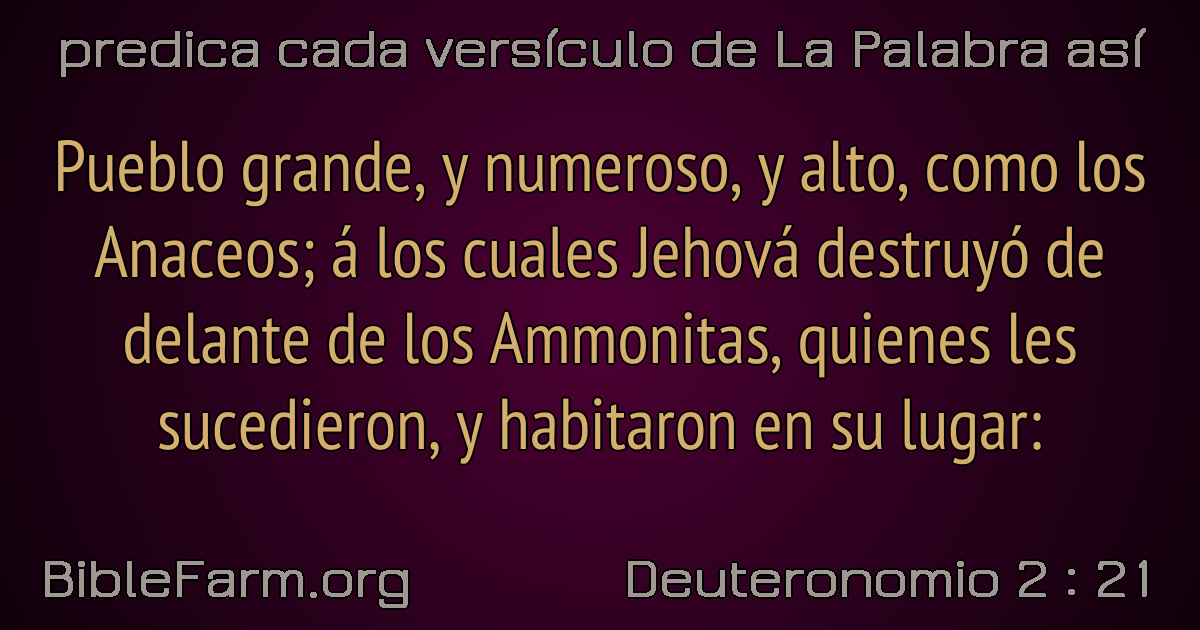 predica cada versículo de La Palabra así
Pueblo grande, y numeroso, y alto, como los
Anaceos; á los cuales Jehová destruyó de
delante de los Ammonitas, quienes les
sucedieron, y habitaron en su lugar:
BibleFarm.org
Deuteronomio 2 : 21